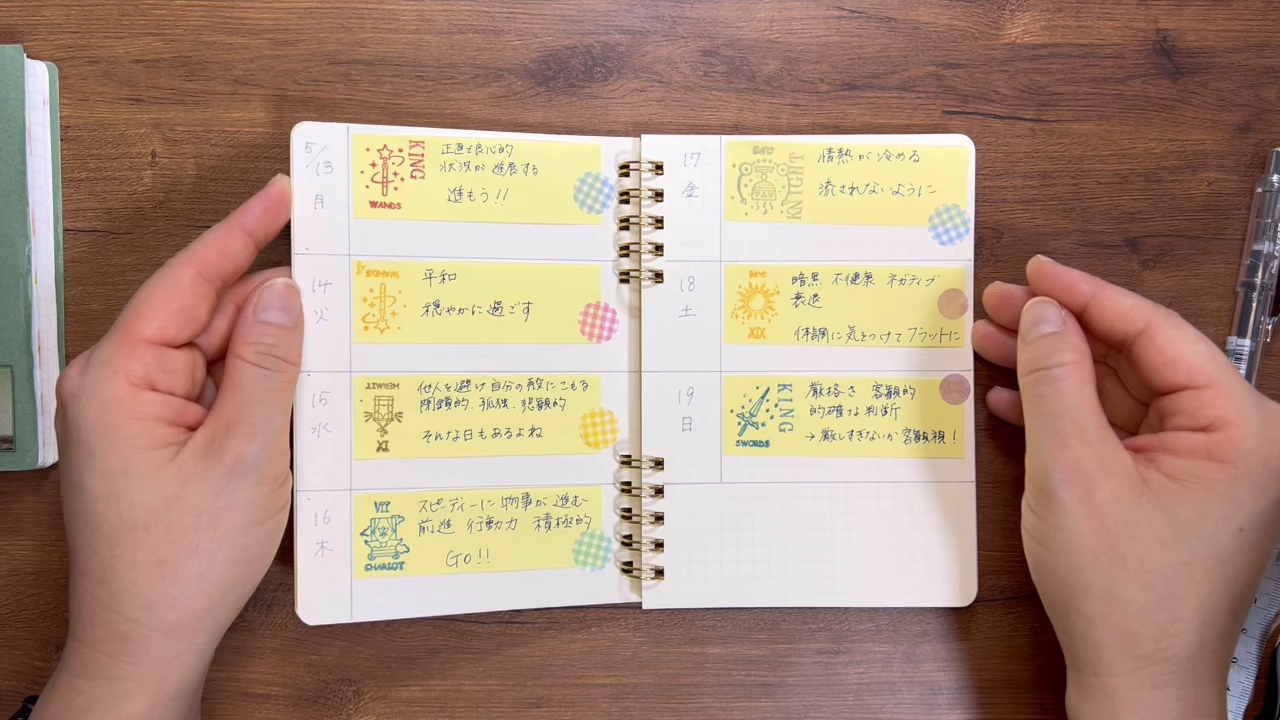 5/13
月
KING
WANDS
正直で良心的
状況が進展する
進もう!!
14
火
WANDS
4
平和
穏やかに過ごす
15
水
HERMIT
IX
他人を避け自分の殻にこもる
閉鎖的、孤独、悲観的
そんな日もあるよね
16
木
VII
CHARIOT
スピーディーに物事が進む
前進 行動力 積極的
GO!!
17
金
CUPS
KNIGHT
情熱が冷める
流されないように
18
土
SUN
XIX
暗黒 不健康 ネガティブ
衰退
体調に気をつけてフラットに
19
日
KING
SWORDS
厳格さ 客観的
的確な判断
→厳しすぎないが客観視!